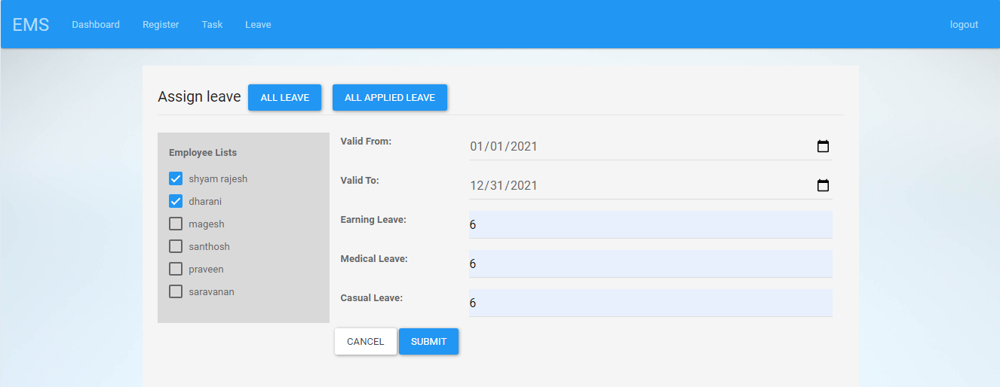 EMS Dashboard Register Task Leave logout
Assign leave ALL LEAVE ALL APPLIED LEAVE
Employee Lists
shyam rajesh
dharani
magesh
santhosh
praveen
saravanan
Valid From: 01/01/2021
Valid To: 12/31/2021
Earning Leave: 6
Medical Leave: 6
Casual Leave: 6
CANCEL SUBMIT